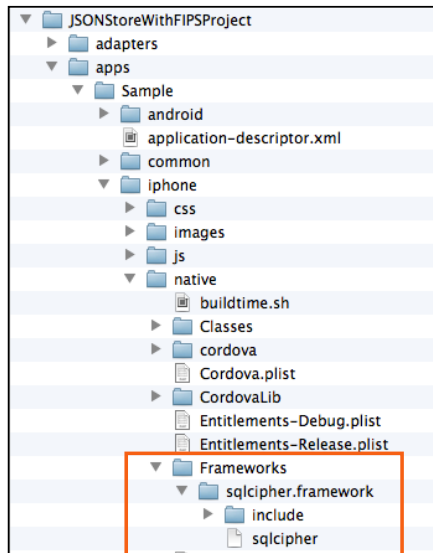 JSONStoreWithFIPSProject
adapters
apps
Sample
android
application-descriptor.xml
common
iphone
css
images
js
native
buildtime.sh
Classes
cordova
Cordova.plist
CordovaLib
Entitlements-Debug.plist
Entitlements-Release.plist
Frameworks
sqlcipher.framework
include
sqlcipher